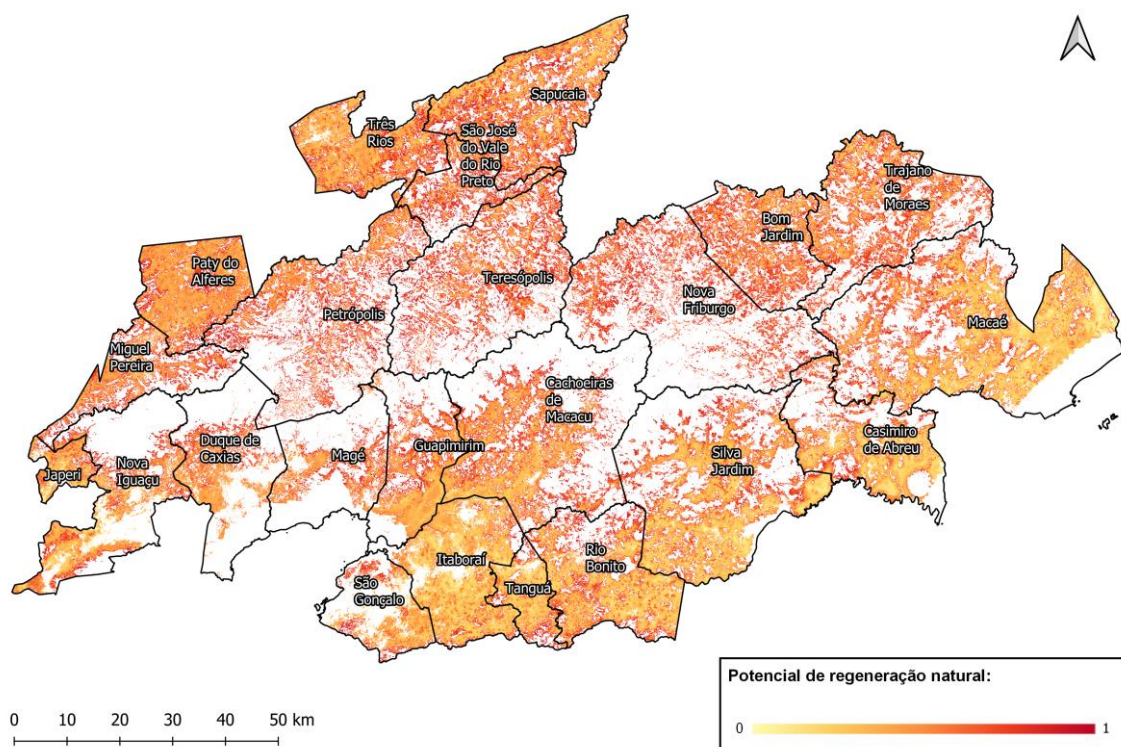 Sapucaia
Três
Rios
São José
do Vale
do Rio
Preto
Trajano
de
Moraes
Bom
Jardim
Paty do
Alferes
Teresópolis
Nova
Friburgo
Petrópolis
Macaé
Miguel
Pereira
Cachoeiras
de
Macacu
Duque de
Caxias
Guapimirim
Casimiro
de Abreu
Magé
Silva
Jardim
Japeri
Nova
Iguaçu
Itaboraí
Rio
Bonito
Tanguá
São
Gonçalo
Potencial de regeneração natural:
0 1
0 10 20 30 40 50 km